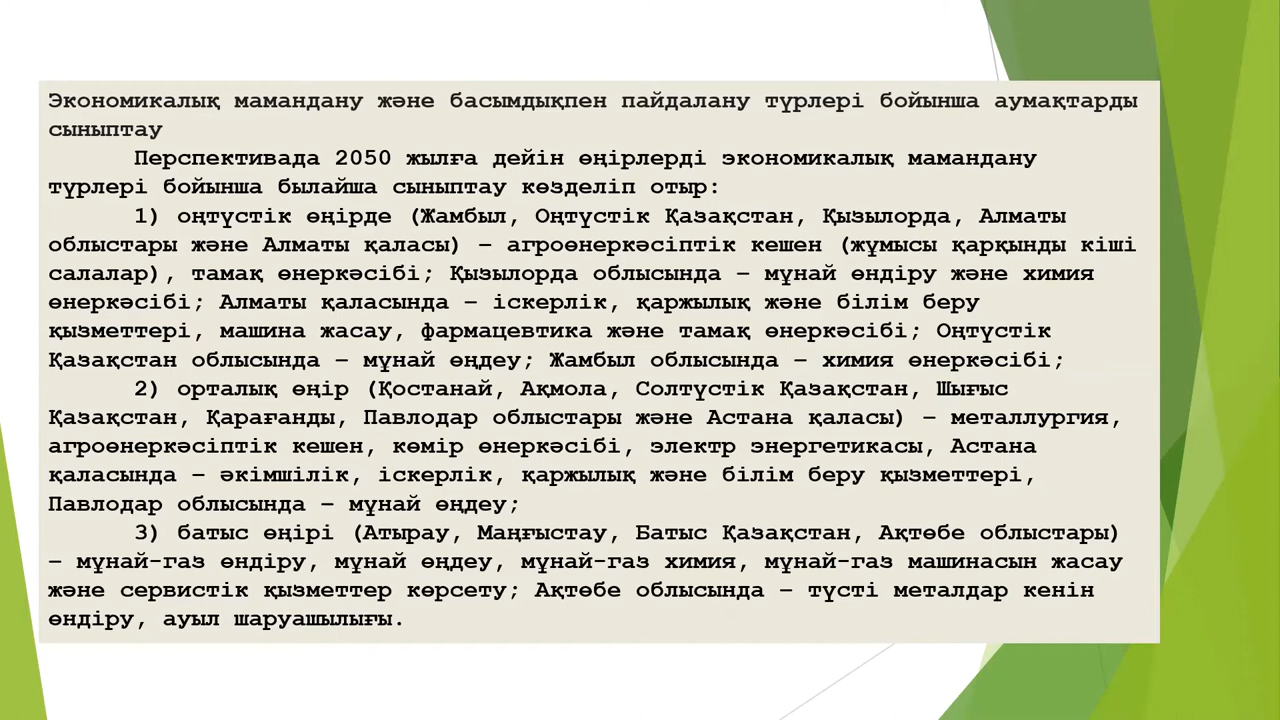 Экономикалық мамандану және басымдықпен пайдалану түрлері бойынша аумақтарды
сыныптау
Перспективада 2050 жылға дейін өңірлерді экономикалық мамандану
түрлері бойынша былайша сыныптау көзделіп отыр:
1) оңтүстік өңірде (Жамбыл, Оңтүстік Қазақстан, Қызылорда, Алматы
облыстары және Алматы қаласы) – агроөнеркәсіптік кешен (жұмысы қарқынды кіші
салалар), тамақ өнеркәсібі; Қызылорда облысында – мұнай өндіру және химия
өнеркәсібі; Алматы қаласында – іскерлік, қаржылық және білім беру
қызметтері, машина жасау, фармацевтика және тамақ өнеркәсібі; Оңтүстік
Қазақстан облысында – мұнай өңдеу; Жамбыл облысында – химия өнеркәсібі;
2) орталық өңір (Қостанай, Ақмола, Солтүстік Қазақстан, Шығыс
Қазақстан, Қарағанды, Павлодар облыстары және Астана қаласы) – металлургия,
агроөнеркәсіптік кешен, көмір өнеркәсібі, электр энергетикасы, Астана
қаласында – әкімшілік, іскерлік, қаржылық және білім беру қызметтері,
Павлодар облысында – мұнай өңдеу;
3) батыс өңірі (Атырау, Маңғыстау, Батыс Қазақстан, Ақтөбе облыстары)
– мұнай-газ өндіру, мұнай өңдеу, мұнай-газ химия, мұнай-газ машинасын жасау
және сервистік қызметтер көрсету; Ақтөбе облысында – түсті металдар кенін
өндіру, ауыл шаруашылығы.